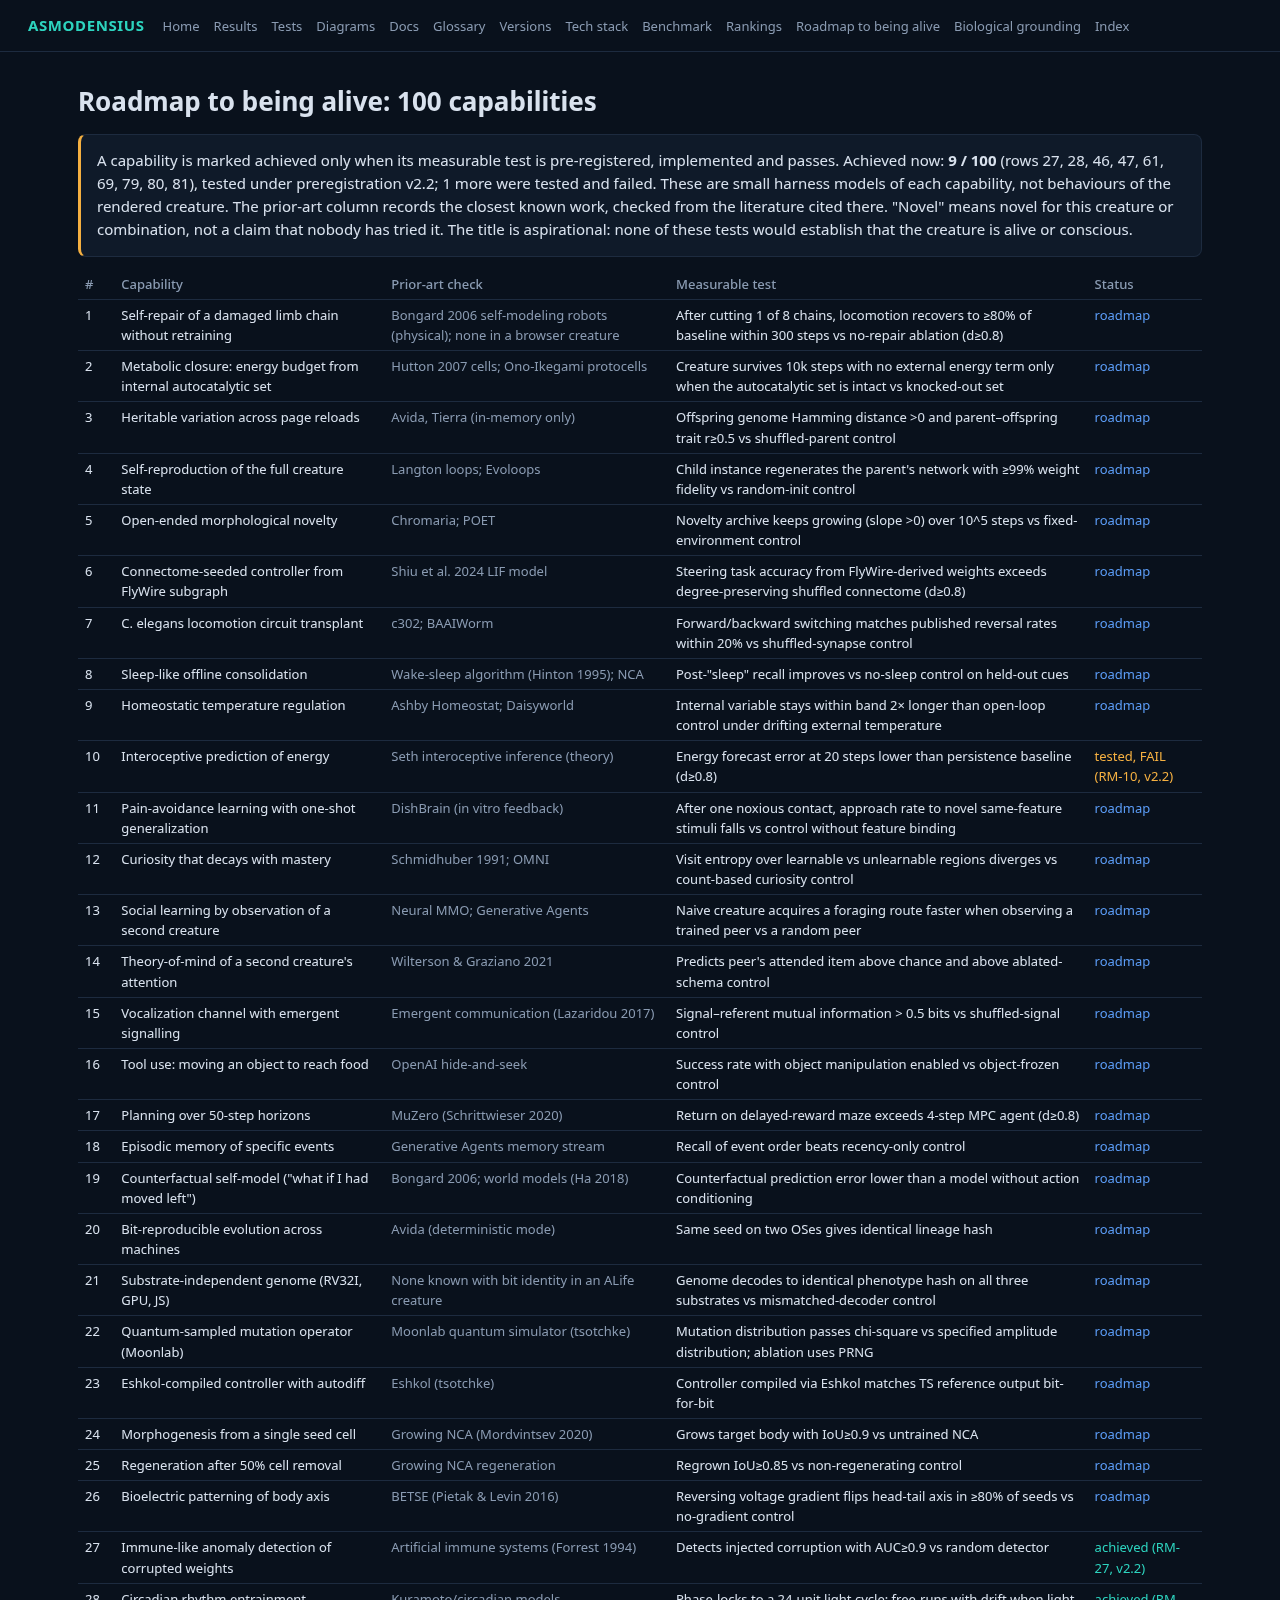 ASMODENSIUS Home Results Tests Diagrams Docs Glossary Versions Tech stack Benchmark Rankings Roadmap to being alive Biological grounding Index
Roadmap to being alive: 100 capabilities
A capability is marked achieved only when its measurable test is pre-registered, implemented and passes. Achieved now: 9 / 100 (rows 27, 28, 46, 47, 61,
69, 79, 80, 81), tested under preregistration v2.2; 1 more were tested and failed. These are small harness models of each capability, not behaviours of the
rendered creature. The prior-art column records the closest known work, checked from the literature cited there. "Novel" means novel for this creature or
combination, not a claim that nobody has tried it. The title is aspirational: none of these tests would establish that the creature is alive or conscious.
# Capability Prior-art check Measurable test Status
1 Self-repair of a damaged limb chain Bongard 2006 self-modeling robots After cutting 1 of 8 chains, locomotion recovers to ≥80% of roadmap
without retraining (physical); none in a browser creature baseline within 300 steps vs no-repair ablation (d≥0.8)
2 Metabolic closure: energy budget from Hutton 2007 cells; Ono-Ikegami protocells Creature survives 10k steps with no external energy term only roadmap
internal autocatalytic set when the autocatalytic set is intact vs knocked-out set
3 Heritable variation across page reloads Avida, Tierra (in-memory only) Offspring genome Hamming distance >0 and parent–offspring roadmap
trait r≥0.5 vs shuffled-parent control
4 Self-reproduction of the full creature Langton loops; Evoloops Child instance regenerates the parent's network with ≥99% weight roadmap
state fidelity vs random-init control
5 Open-ended morphological novelty Chromaria; POET Novelty archive keeps growing (slope >0) over 10^5 steps vs fixed- roadmap
environment control
6 Connectome-seeded controller from Shiu et al. 2024 LIF model Steering task accuracy from FlyWire-derived weights exceeds roadmap
FlyWire subgraph degree-preserving shuffled connectome (d≥0.8)
7 C. elegans locomotion circuit transplant c302; BAAIWorm Forward/backward switching matches published reversal rates roadmap
within 20% vs shuffled-synapse control
8 Sleep-like offline consolidation Wake-sleep algorithm (Hinton 1995); NCA Post-"sleep" recall improves vs no-sleep control on held-out cues roadmap
9 Homeostatic temperature regulation Ashby Homeostat; Daisyworld Internal variable stays within band 2× longer than open-loop roadmap
control under drifting external temperature
10 Interoceptive prediction of energy Seth interoceptive inference (theory) Energy forecast error at 20 steps lower than persistence baseline tested, FAIL
(d≥0.8) (RM-10, v2.2)
11 Pain-avoidance learning with one-shot DishBrain (in vitro feedback) After one noxious contact, approach rate to novel same-feature roadmap
generalization stimuli falls vs control without feature binding
12 Curiosity that decays with mastery Schmidhuber 1991; OMNI Visit entropy over learnable vs unlearnable regions diverges vs roadmap
count-based curiosity control
13 Social learning by observation of a Neural MMO; Generative Agents Naive creature acquires a foraging route faster when observing a roadmap
second creature trained peer vs a random peer
14 Theory-of-mind of a second creature's Wilterson & Graziano 2021 Predicts peer's attended item above chance and above ablated- roadmap
attention schema control
15 Vocalization channel with emergent Emergent communication (Lazaridou 2017) Signal–referent mutual information > 0.5 bits vs shuffled-signal roadmap
signalling control
16 Tool use: moving an object to reach food OpenAI hide-and-seek Success rate with object manipulation enabled vs object-frozen roadmap
control
17 Planning over 50-step horizons MuZero (Schrittwieser 2020) Return on delayed-reward maze exceeds 4-step MPC agent (d≥0.8) roadmap
18 Episodic memory of specific events Generative Agents memory stream Recall of event order beats recency-only control roadmap
19 Counterfactual self-model ("what if I had Bongard 2006; world models (Ha 2018) Counterfactual prediction error lower than a model without action roadmap
moved left") conditioning
20 Bit-reproducible evolution across Avida (deterministic mode) Same seed on two OSes gives identical lineage hash roadmap
machines
21 Substrate-independent genome (RV32I, None known with bit identity in an ALife Genome decodes to identical phenotype hash on all three roadmap
GPU, JS) creature substrates vs mismatched-decoder control
22 Quantum-sampled mutation operator Moonlab quantum simulator (tsotchke) Mutation distribution passes chi-square vs specified amplitude roadmap
(Moonlab) distribution; ablation uses PRNG
23 Eshkol-compiled controller with autodiff Eshkol (tsotchke) Controller compiled via Eshkol matches TS reference output bit- roadmap
for-bit
24 Morphogenesis from a single seed cell Growing NCA (Mordvintsev 2020) Grows target body with IoU≥0.9 vs untrained NCA roadmap
25 Regeneration after 50% cell removal Growing NCA regeneration Regrown IoU≥0.85 vs non-regenerating control roadmap
26 Bioelectric patterning of body axis BETSE (Pietak & Levin 2016) Reversing voltage gradient flips head-tail axis in ≥80% of seeds vs roadmap
no-gradient control
27 Immune-like anomaly detection of Artificial immune systems (Forrest 1994) Detects injected corruption with AUC≥0.9 vs random detector achieved (RM-
corrupted weights 27, v2.2)
28 Circadian rhythm entrainment Kuramoto/circadian models Phase-locks to a 24-unit light cycle; free-runs with drift when light achieved (RM-